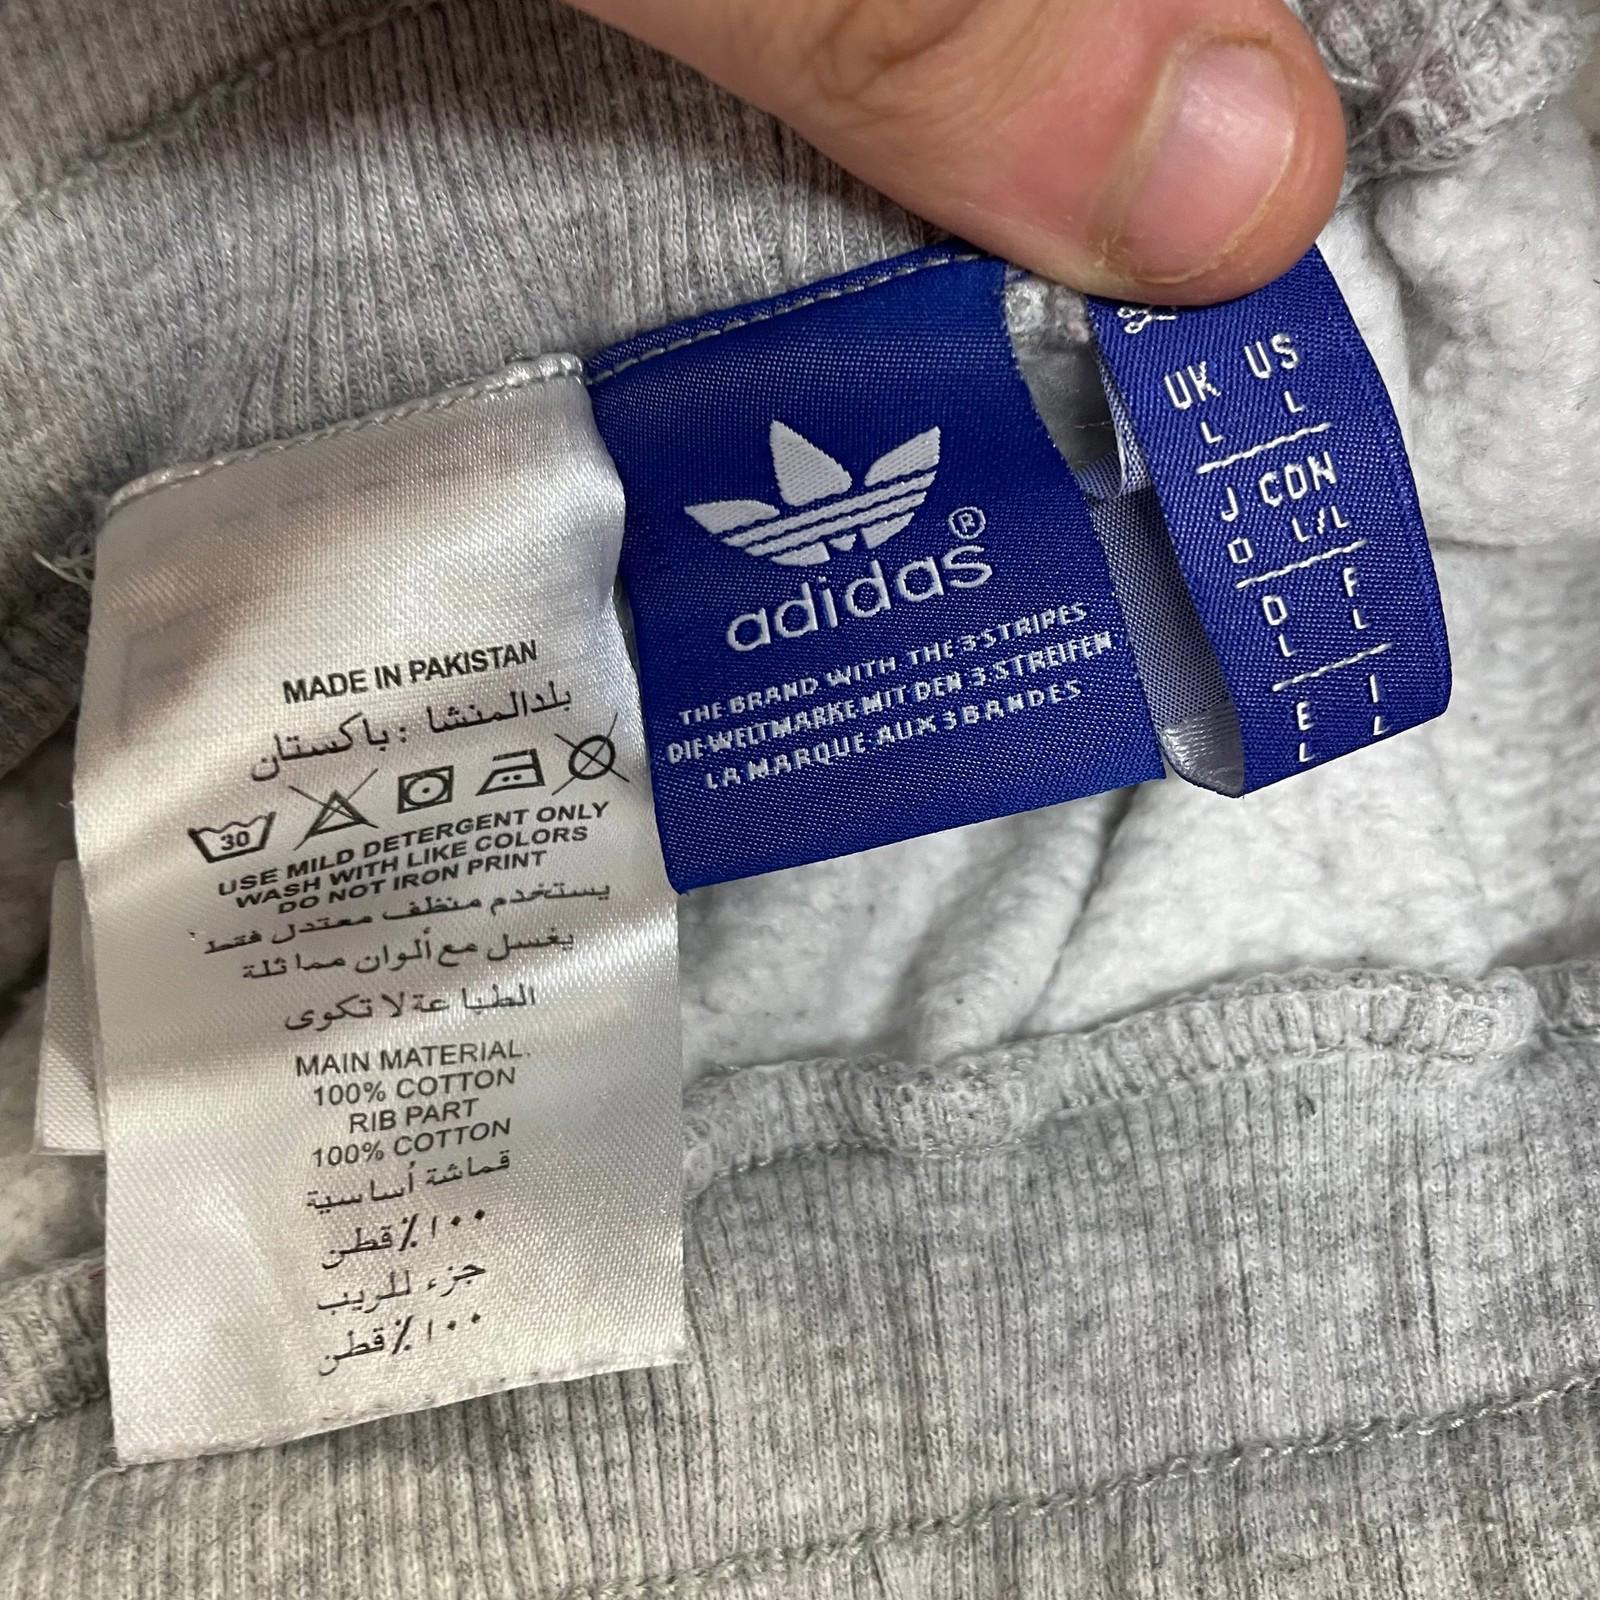 MADE IN PAKISTAN
بلدالمنشا : باكستان
30
USE MILD DETERGENT ONLY
WASH WITH LIKE COLORS
DO NOT IRON PRINT
يستخدم منظف معتدل فتط
يغسل مع ألوان مماثلة
الطباعة لا تكوى
MAIN MATERIAL.
100% COTTON
RIB PART
100% COTTON
قماشة أساسية
١٠٠٪ قطن
جزء للريب
١٠٠٪ قطن
adidas®
THE BRAND WITH THE 3 STRIPES
DIE WELTMARKE MIT DEN 3 STREIFEN
LA MARQUE AUX 3 BANDES
UK US
L L
J CDN
O L/L
D F
L L
E I
L L